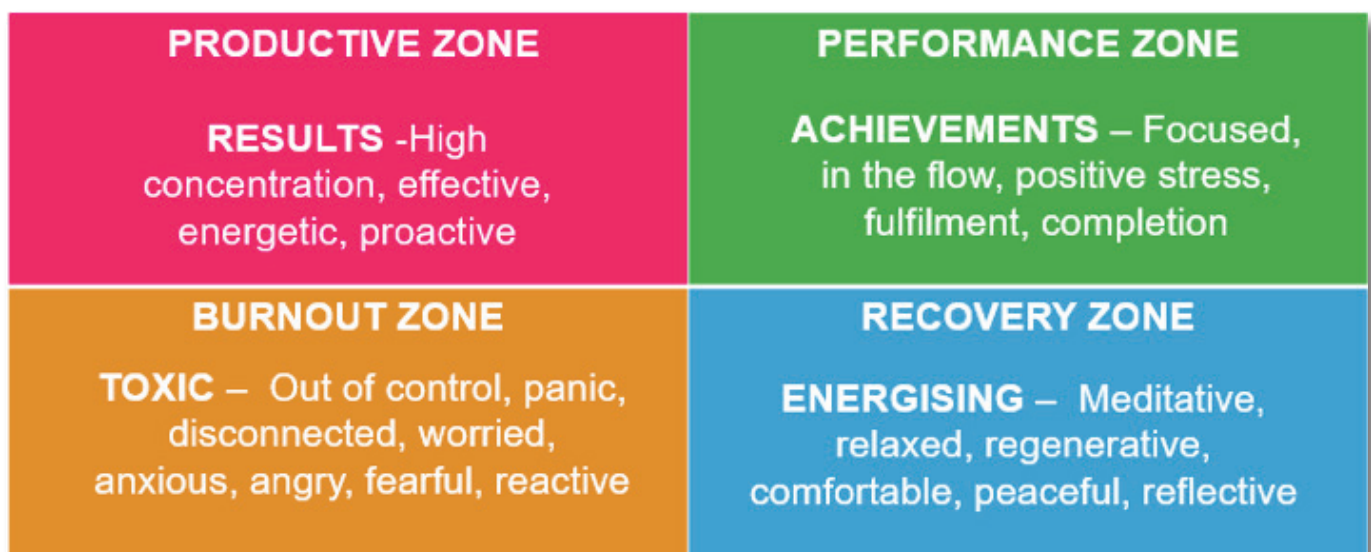 PRODUCTIVE ZONE
RESULTS -High
concentration, effective,
energetic, proactive
PERFORMANCE ZONE
ACHIEVEMENTS – Focused,
in the flow, positive stress,
fulfilment, completion
BURNOUT ZONE
TOXIC – Out of control, panic,
disconnected, worried,
anxious, angry, fearful, reactive
RECOVERY ZONE
ENERGISING – Meditative,
relaxed, regenerative,
comfortable, peaceful, reflective